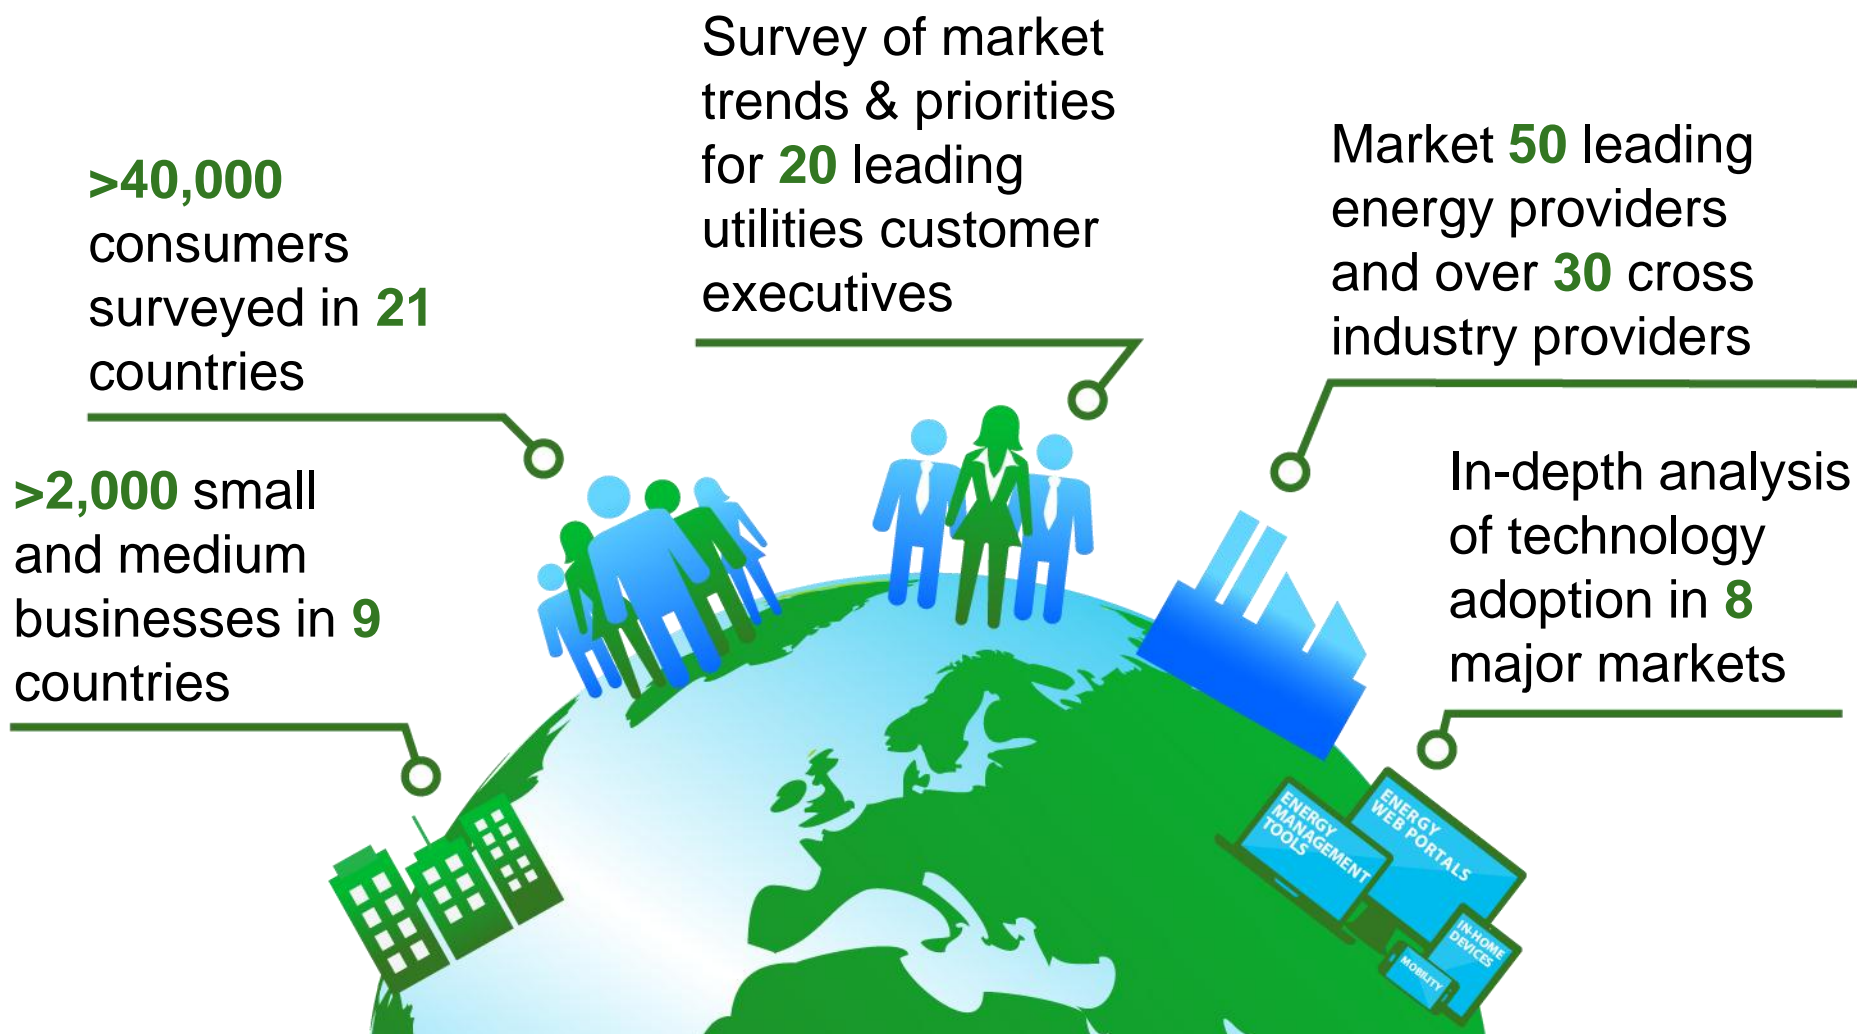 Survey of market
trends & priorities
for 20 leading
utilities customer
executives
>40,000
consumers
surveyed in 21
countries
Market 50 leading
energy providers
and over 30 cross
industry providers
>2,000 small
and medium
businesses in 9
countries
In-depth analysis
of technology
adoption in 8
major markets
ENERGY
MANAGEMENT
TOOLS
ENERGY
WEB PORTALS
IN-HOME
DEVICES
MOBILITY